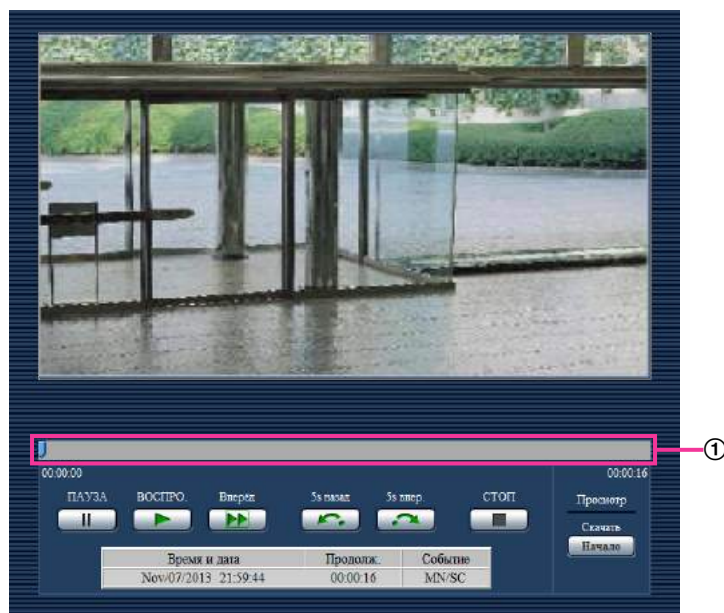 ①
00:00:00 00:00:16
ПАУЗА ВОСПРО. Вперёд 5s назад 5s впер. СТОП Просмотр
Скачать
Начало
Время и дата Продолж. Событие
Nov/07/2013 21:59:44 00:00:16 MN/SC